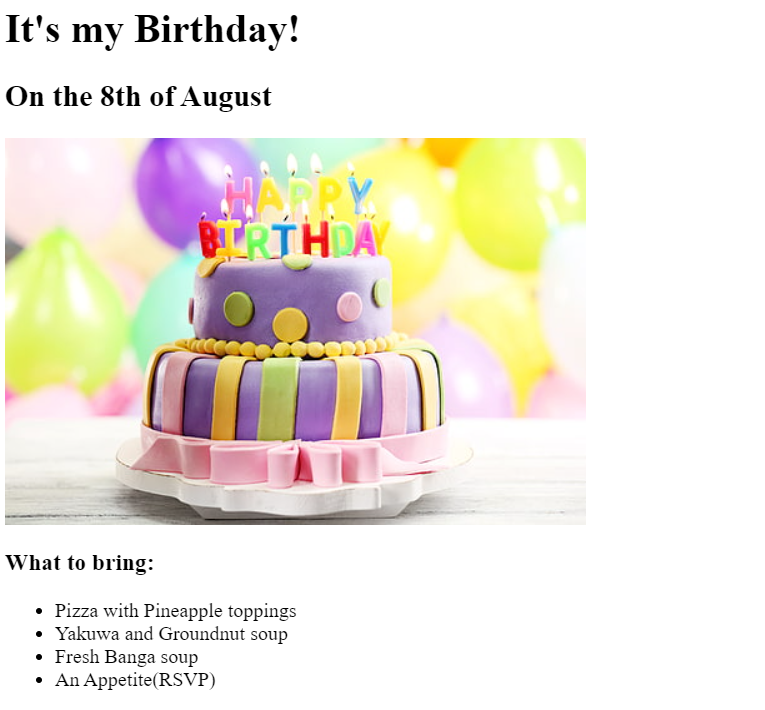 It's my Birthday!
On the 8th of August
HAPPY
BIRTHDAY
What to bring:
Pizza with Pineapple toppings
Yakuwa and Groundnut soup
Fresh Banga soup
An Appetite(RSVP)